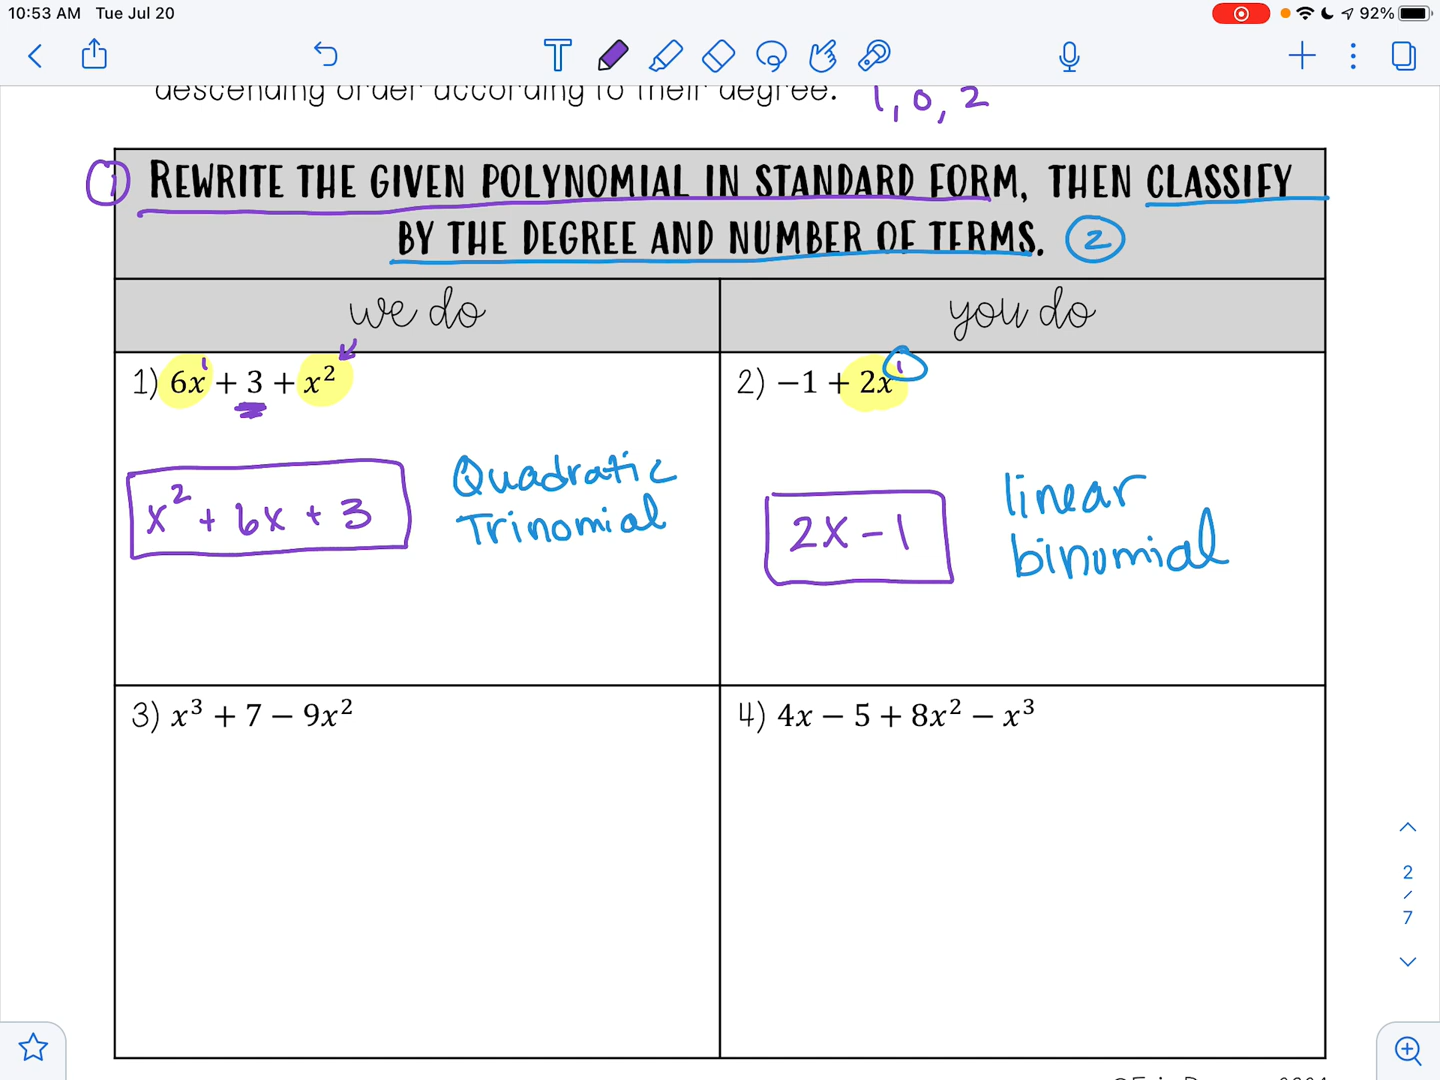 10:53 AM Tue Jul 20
92%
descending order according to their degree. 1, 0, 2
1 REWRITE THE GIVEN POLYNOMIAL IN STANDARD FORM, THEN CLASSIFY
BY THE DEGREE AND NUMBER OF TERMS. 2
we do
you do
1) 6x¹ + 3 + x²
x² + 6x + 3
Quadratic
Trinomial
2) −1 + 2x¹
2x − 1
linear
binomial
3) x³ + 7 − 9x²
4) 4x − 5 + 8x² − x³
2
/
7